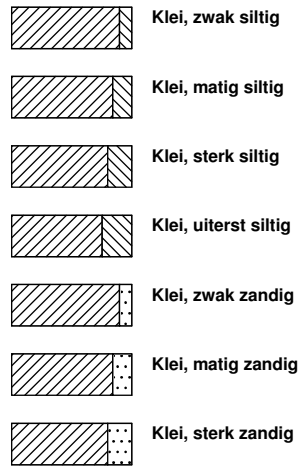 Klei, zwak siltig
Klei, matig siltig
Klei, sterk siltig
Klei, uiterst siltig
Klei, zwak zandig
Klei, matig zandig
Klei, sterk zandig